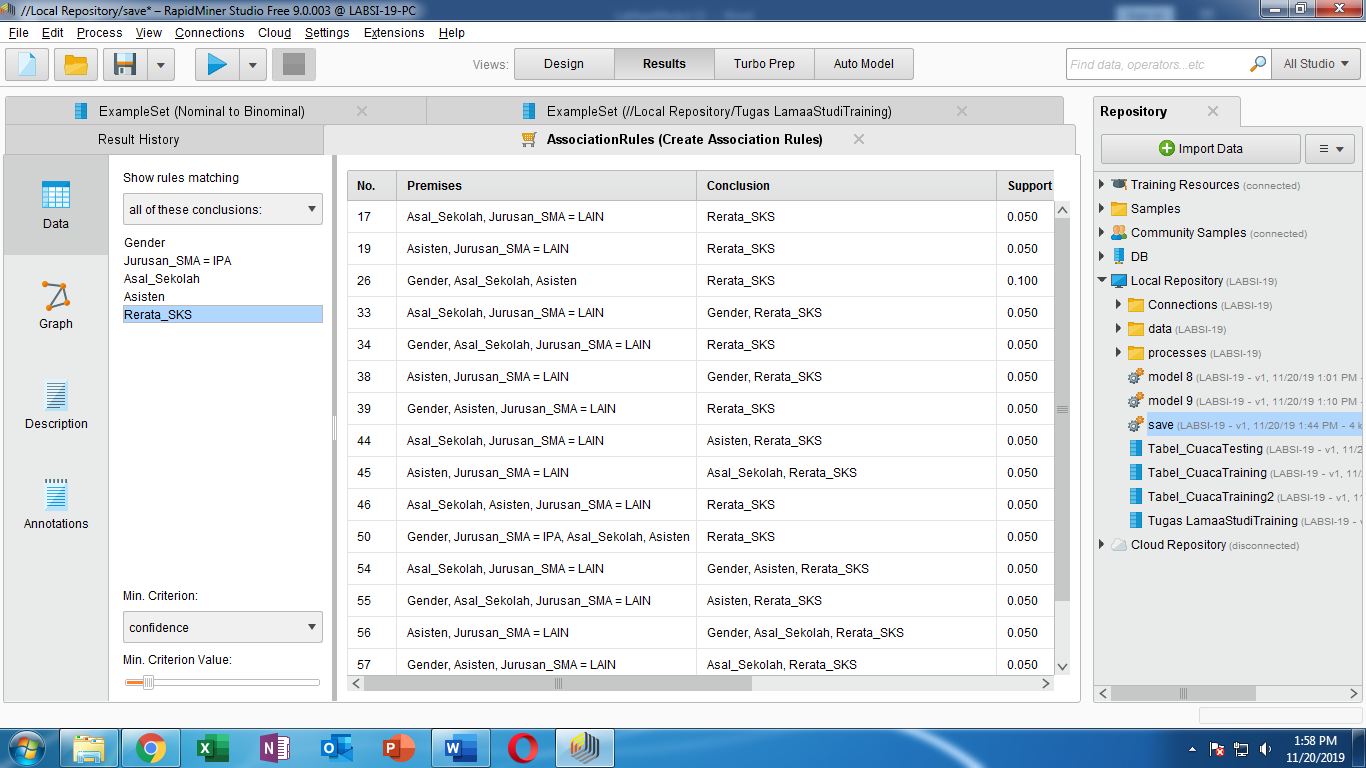 //Local Repository/save* – RapidMiner Studio Free 9.0.003 @ LABSI-19-PC
File Edit Process View Connections Cloud Settings Extensions Help
Views: Design Results Turbo Prep Auto Model Find data, operators...etc All Studio
ExampleSet (Nominal to Binominal) ExampleSet (//Local Repository/Tugas LamaaStudiTraining)
Result History AssociationRules (Create Association Rules)
Data
Graph
Description
Annotations
Show rules matching
all of these conclusions:
Gender
Jurusan_SMA = IPA
Asal_Sekolah
Asisten
Rerata_SKS
Min. Criterion:
confidence
Min. Criterion Value:
No. Premises Conclusion Support
17 Asal_Sekolah, Jurusan_SMA = LAIN Rerata_SKS 0.050
19 Asisten, Jurusan_SMA = LAIN Rerata_SKS 0.050
26 Gender, Asal_Sekolah, Asisten Rerata_SKS 0.100
33 Asal_Sekolah, Jurusan_SMA = LAIN Gender, Rerata_SKS 0.050
34 Gender, Asal_Sekolah, Jurusan_SMA = LAIN Rerata_SKS 0.050
38 Asisten, Jurusan_SMA = LAIN Gender, Rerata_SKS 0.050
39 Gender, Asisten, Jurusan_SMA = LAIN Rerata_SKS 0.050
44 Asal_Sekolah, Jurusan_SMA = LAIN Asisten, Rerata_SKS 0.050
45 Asisten, Jurusan_SMA = LAIN Asal_Sekolah, Rerata_SKS 0.050
46 Asal_Sekolah, Asisten, Jurusan_SMA = LAIN Rerata_SKS 0.050
50 Gender, Jurusan_SMA = IPA, Asal_Sekolah, Asisten Rerata_SKS 0.050
54 Asal_Sekolah, Jurusan_SMA = LAIN Gender, Asisten, Rerata_SKS 0.050
55 Gender, Asal_Sekolah, Jurusan_SMA = LAIN Asisten, Rerata_SKS 0.050
56 Asisten, Jurusan_SMA = LAIN Gender, Asal_Sekolah, Rerata_SKS 0.050
57 Gender, Asisten, Jurusan_SMA = LAIN Asal_Sekolah, Rerata_SKS 0.050
Repository
Import Data
Training Resources (connected)
Samples
Community Samples (connected)
DB
Local Repository (LABSI-19)
Connections (LABSI-19)
data (LABSI-19)
processes (LABSI-19)
model 8 (LABSI-19 - v1, 11/20/19 1:01 PM -
model 9 (LABSI-19 - v1, 11/20/19 1:10 PM -
save (LABSI-19 - v1, 11/20/19 1:44 PM - 4 k
Tabel_CuacaTesting (LABSI-19 - v1, 11/2
Tabel_CuacaTraining (LABSI-19 - v1, 11/
Tabel_CuacaTraining2 (LABSI-19 - v1, 11
Tugas LamaaStudiTraining (LABSI-19 -
Cloud Repository (disconnected)
1:58 PM
11/20/2019